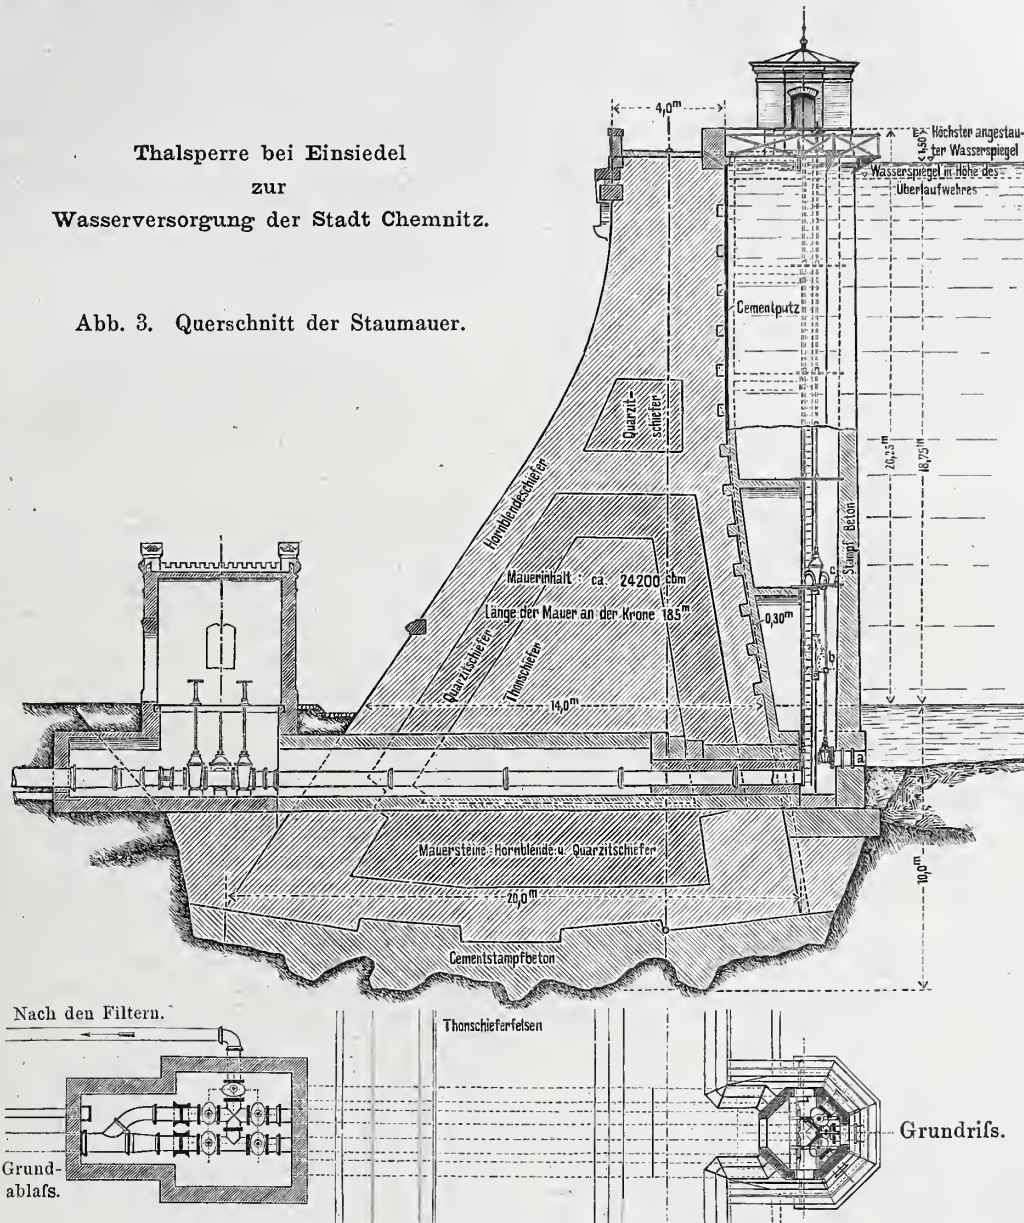 Thalsperre bei Einsiedel
zur
Wasserversorgung der Stadt Chemnitz.
Abb. 3. Querschnitt der Staumauer.
4,0m
1,50m
Höchster angestau-
ter Wasserspiegel
Wasserspiegel in Höhe des
Überlaufwehres
Cementputz
Quarzit-
schiefer
Hornblendeschiefer
20,25m
18,75m
Stampf Beton
Mauerinhalt : ca. 24200 cbm
Länge der Mauer an der Krone 185m
0,30m
Quarzitschiefer
Thonschiefer
c
b
14,0m
a
Mauersteine-Hornblende u. Quarzitschiefer
10,0m
20,0m
Cementstampfbeton
Thonschieferfelsen
Nach den Filtern.
Grundriſs.
Grund-
ablaſs.